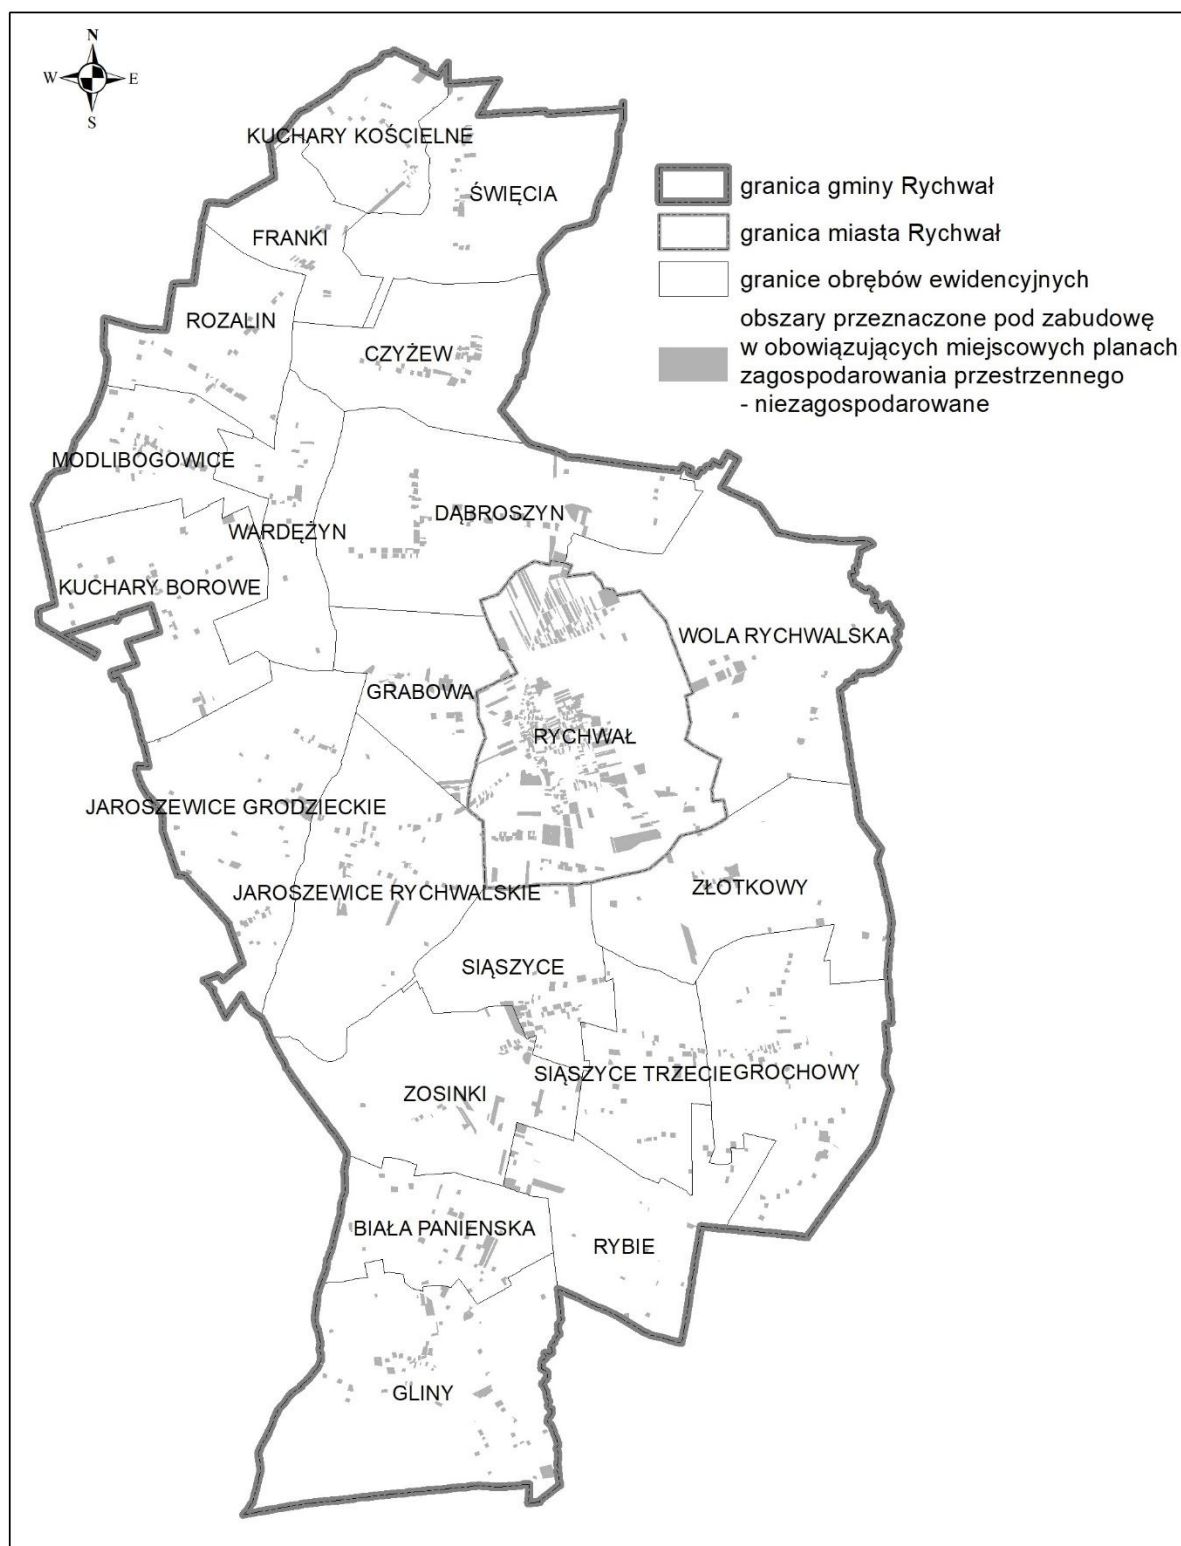 N
W E
S
KUCHARY KOŚCIELNE
ŚWIĘCIA
FRANKI
ROZALIN
CZYŻEW
MODLIBOGOWICE
DĄBROSZYN
WARDĘŻYN
KUCHARY BOROWE
WOLA RYCHWALSKA
GRABOWA
RYCHWAŁ
JAROSZEWICE GRODZIECKIE
JAROSZEWICE RYCHWALSKIE
ZŁOTKOWY
SIĄSZYCE
SIĄSZYCE TRZECIE
GROCHOWY
ZOSINKI
BIAŁA PANIENSKA
RYBIE
GLINY
granica gminy Rychwał
granica miasta Rychwał
granice obrębów ewidencyjnych
obszary przeznaczone pod zabudowę
w obowiązujących miejscowych planach
zagospodarowania przestrzennego
- niezagospodarowane